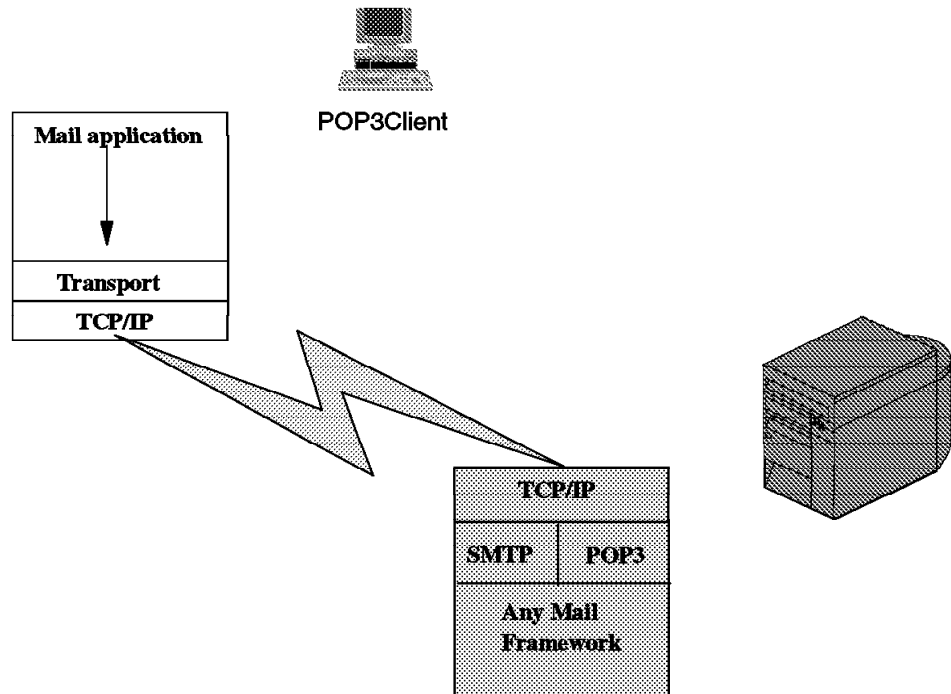 POP3Client
Mail application
Transport
TCP/IP
TCP/IP
SMTP POP3
Any Mail
Framework